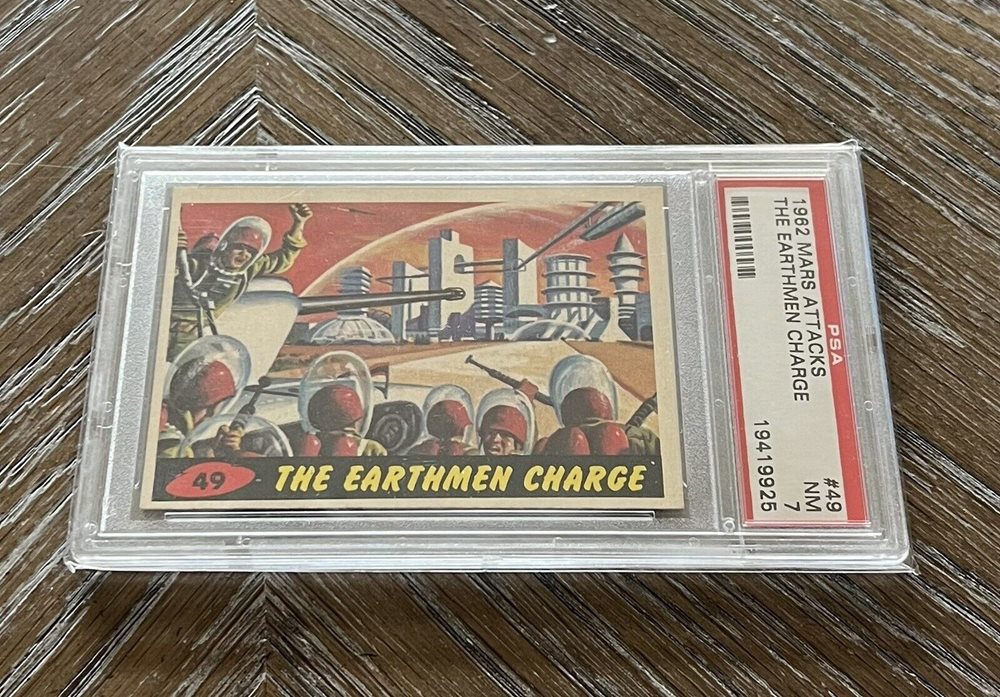 49 THE EARTHMEN CHARGE
PSA
1962 MARS ATTACKS #49
THE EARTHMEN CHARGE NM
7
19419925